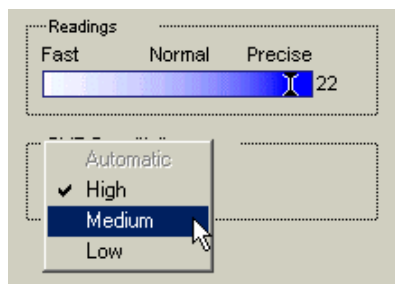 Readings
Fast Normal Precise
22
Automatic
High
Medium
Low